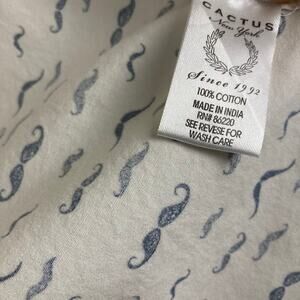 CACTUS
New York
Since 1992
100% COTTON
MADE IN INDIA
RN# 86220
SEE REVESE FOR
WASH CARE